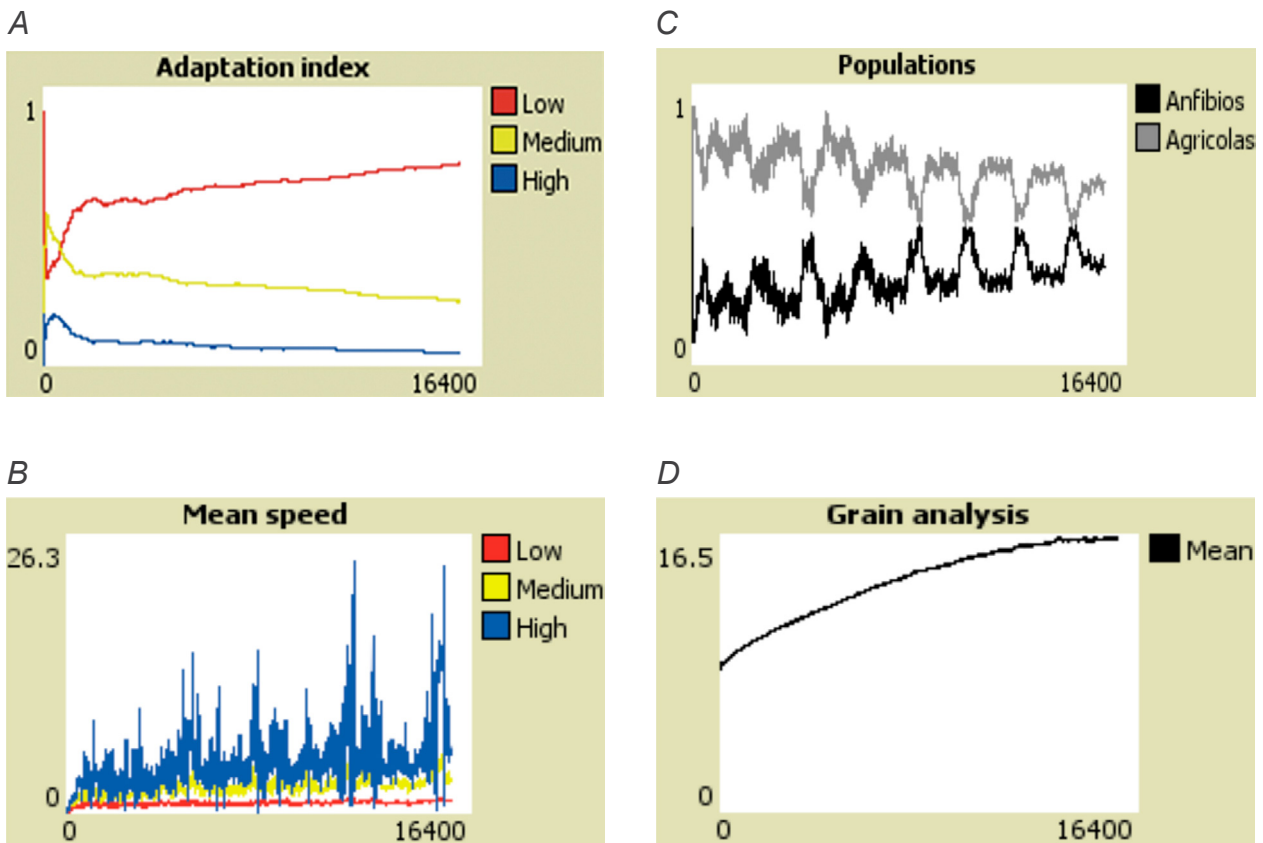 A
Adaptation index
1
0
0
16400
Low
Medium
High
C
Populations
1
0
0
16400
Anfibios
Agricolas
B
Mean speed
26.3
0
0
16400
Low
Medium
High
D
Grain analysis
16.5
0
0
16400
Mean